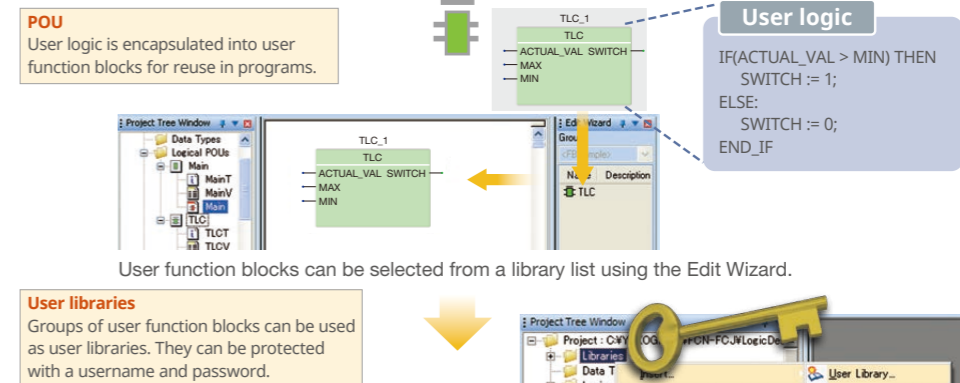 POU
User logic is encapsulated into user
function blocks for reuse in programs.
TLC_1
TLC
ACTUAL_VAL SWITCH
MAX
MIN
User logic
IF(ACTUAL_VAL > MIN) THEN
SWITCH := 1;
ELSE:
SWITCH := 0;
END_IF
Project Tree Window
Data Types
Logical POUs
Main
MainT
MainV
Main
TLC
TLCT
TLCV
TLC_1
TLC
ACTUAL_VAL SWITCH
MAX
MIN
Name Description
TLC
User function blocks can be selected from a library list using the Edit Wizard.
User libraries
Groups of user function blocks can be used
as user libraries. They can be protected
with a username and password.
Project Tree Window
Project : C:¥
Libraries
Data T
User Library...